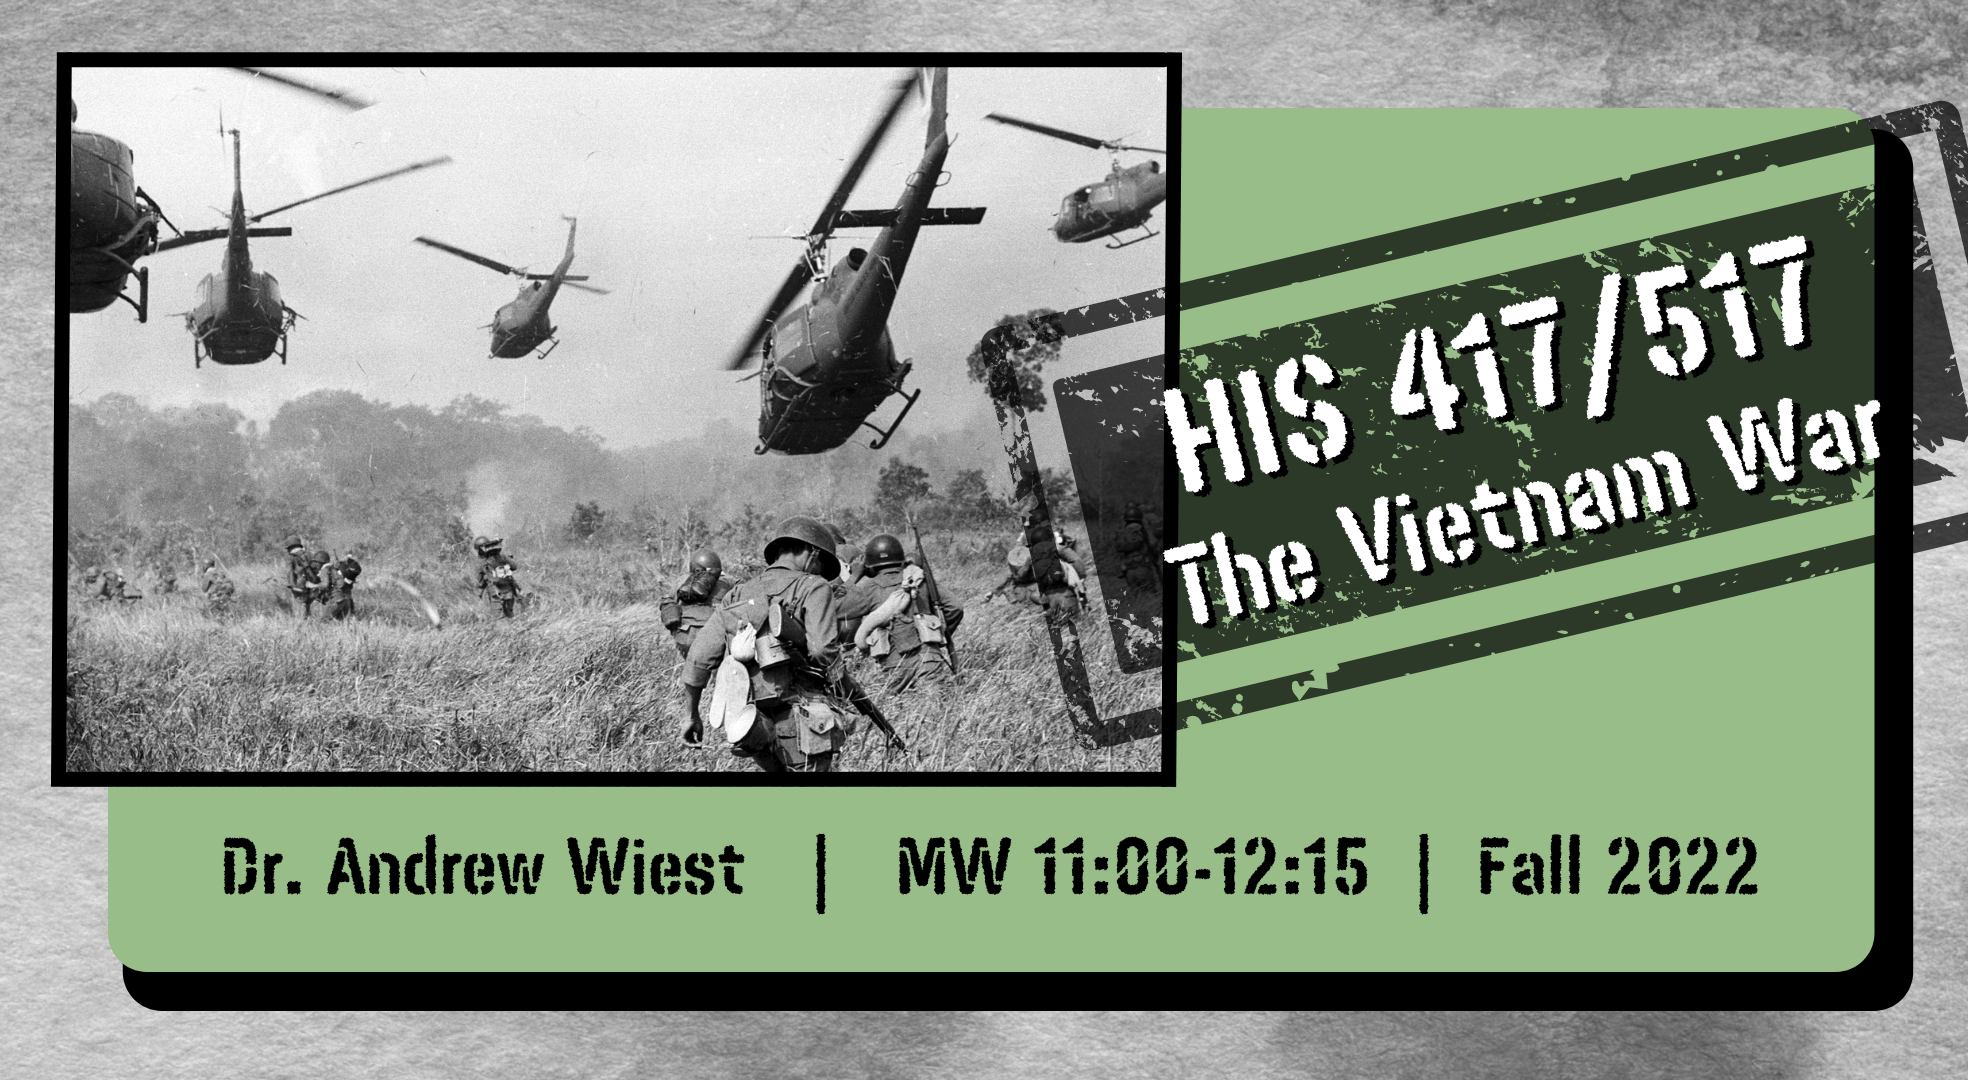 HIS 417/517
The Vietnam War
Dr. Andrew Wiest | MW 11:00-12:15 | Fall 2022